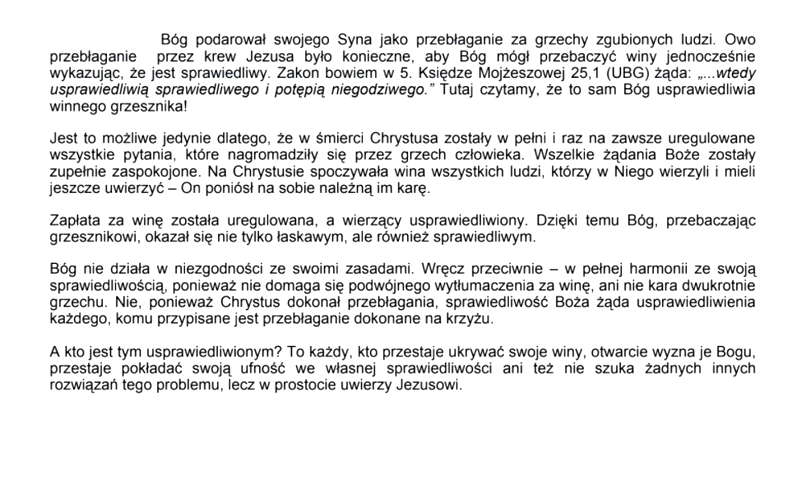 Bóg podarował swojego Syna jako przebłaganie za grzechy zgubionych ludzi. Owo
przebłaganie przez krew Jezusa było konieczne, aby Bóg mógł przebaczyć winy jednocześnie
wykazując, że jest sprawiedliwy. Zakon bowiem w 5. Księdze Mojżeszowej 25,1 (UBG) żąda: „...wtedy
usprawiedliwią sprawiedliwego i potępią niegodziwego.” Tutaj czytamy, że to sam Bóg usprawiedliwia
winnego grzesznika!
Jest to możliwe jedynie dlatego, że w śmierci Chrystusa zostały w pełni i raz na zawsze uregulowane
wszystkie pytania, które nagromadziły się przez grzech człowieka. Wszelkie żądania Boże zostały
zupełnie zaspokojone. Na Chrystusie spoczywała wina wszystkich ludzi, którzy w Niego wierzyli i mieli
jeszcze uwierzyć – On poniósł na sobie należną im karę.
Zapłata za winę została uregulowana, a wierzący usprawiedliwiony. Dzięki temu Bóg, przebaczając
grzesznikowi, okazał się nie tylko łaskawym, ale również sprawiedliwym.
Bóg nie działa w niezgodności ze swoimi zasadami. Wręcz przeciwnie – w pełnej harmonii ze swoją
sprawiedliwością, ponieważ nie domaga się podwójnego wytłumaczenia za winę, ani nie kara dwukrotnie
grzechu. Nie, ponieważ Chrystus dokonał przebłagania, sprawiedliwość Boża żąda usprawiedliwienia
każdego, komu przypisane jest przebłaganie dokonane na krzyżu.
A kto jest tym usprawiedliwionym? To każdy, kto przestaje ukrywać swoje winy, otwarcie wyzna je Bogu,
przestaje pokładać swoją ufność we własnej sprawiedliwości ani też nie szuka żadnych innych
rozwiązań tego problemu, lecz w prostocie uwierzy Jezusowi.